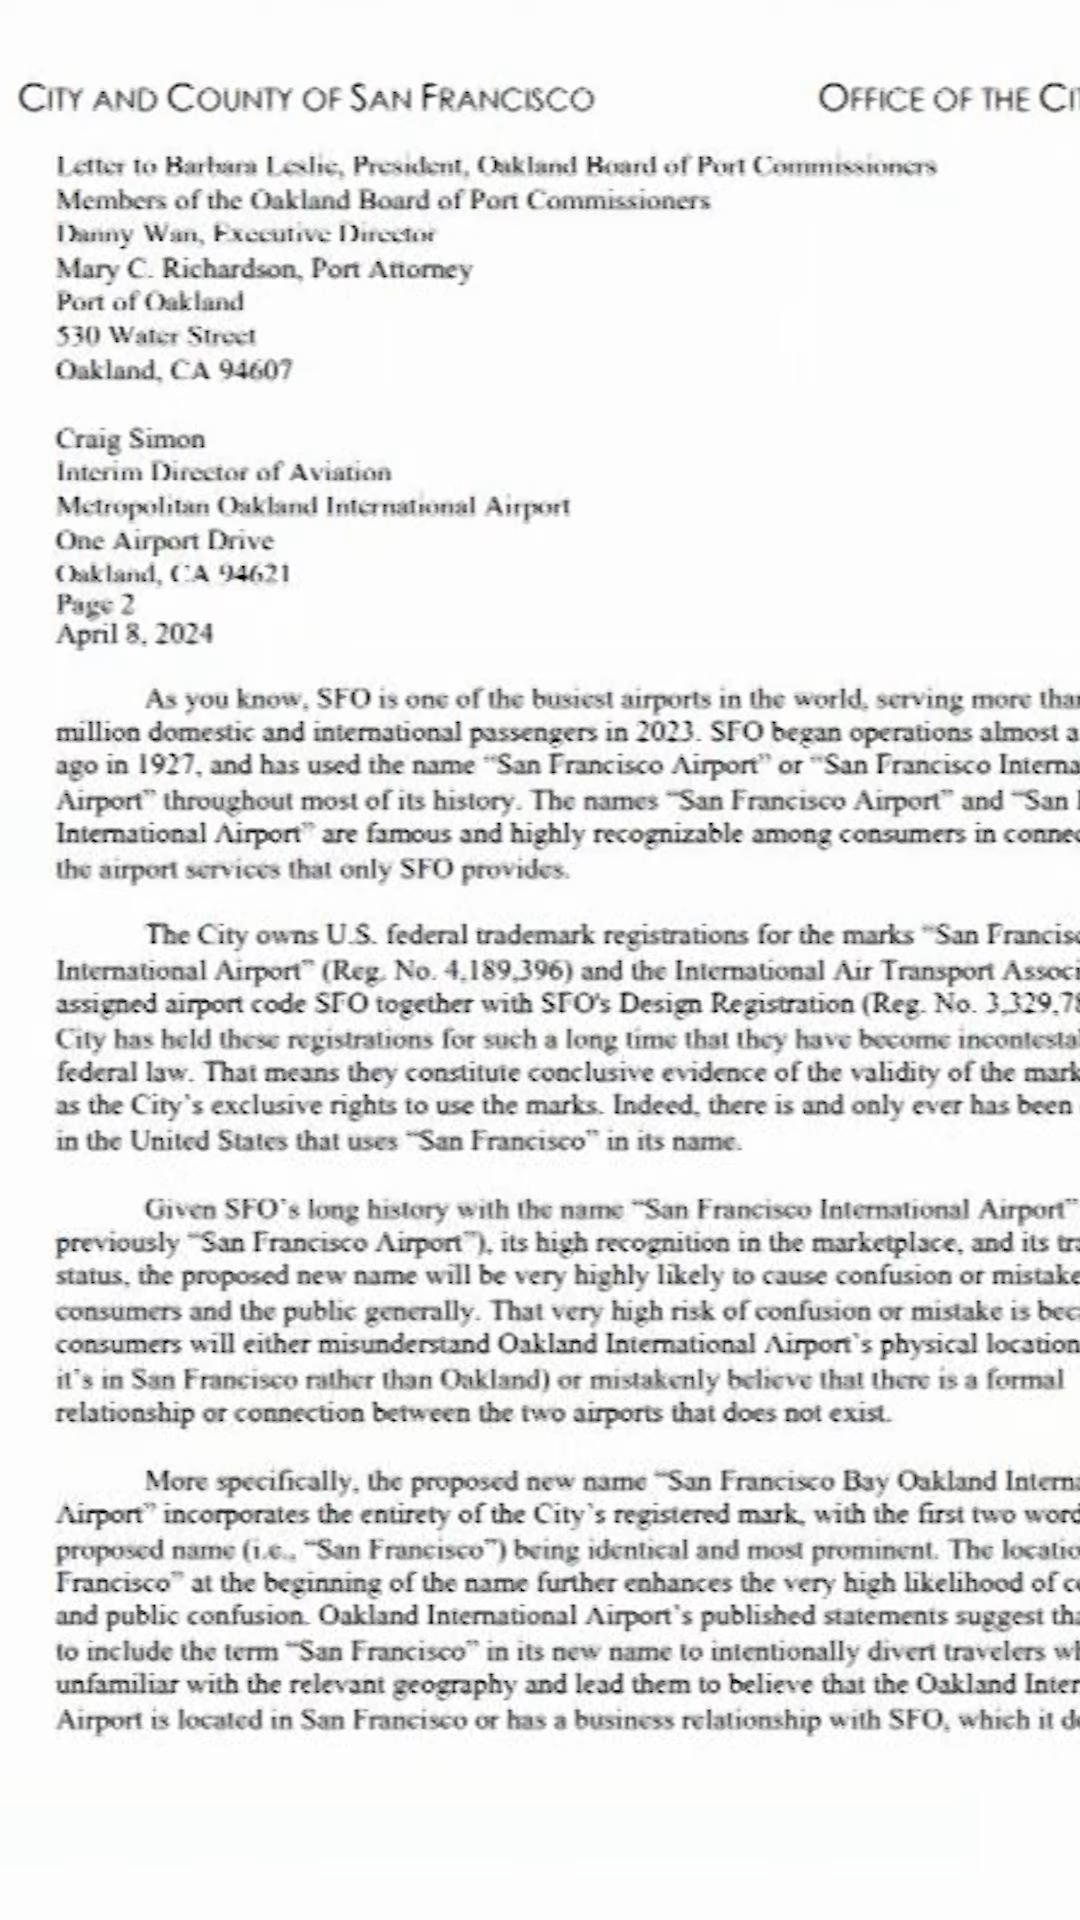 CITY AND COUNTY OF SAN FRANCISCO OFFICE OF THE
Letter to Barbara Leslie, President, Oakland Board of Port Commissioners
Members of the Oakland Board of Port Commissioners
Danny Wan, Executive Director
Mary C. Richardson, Port Attorney
Port of Oakland
530 Water Street
Oakland, CA 94607
Craig Simon
Interim Director of Aviation
Metropolitan Oakland International Airport
One Airport Drive
Oakland, CA 94621
Page 2
April 8, 2024
As you know, SFO is one of the busiest airports in the world, serving more
million domestic and international passengers in 2023. SFO began operations almost a
ago in 1927, and has used the name “San Francisco Airport” or “San Francisco
Airport” throughout most of its history. The names “San Francisco Airport” and “San
International Airport” are famous and highly recognizable among consumers in
the airport services that only SFO provides.
The City owns U.S. federal trademark registrations for the marks “San
International Airport” (Reg. No. 4,189,396) and the International Air Transport
assigned airport code SFO together with SFO's Design Registration (Reg. No.
City has held these registrations for such a long time that they have become
federal law. That means they constitute conclusive evidence of the validity of the
as the City’s exclusive rights to use the marks. Indeed, there is and only ever has been
in the United States that uses “San Francisco” in its name.
Given SFO’s long history with the name “San Francisco International Airport”
previously “San Francisco Airport”), its high recognition in the marketplace, and its
status, the proposed new name will be very highly likely to cause confusion or mistake
consumers and the public generally. That very high risk of confusion or mistake is
consumers will either misunderstand Oakland International Airport’s physical location
it’s in San Francisco rather than Oakland) or mistakenly believe that there is a formal
relationship or connection between the two airports that does not exist.
More specifically, the proposed new name “San Francisco Bay Oakland
Airport” incorporates the entirety of the City’s registered mark, with the first two
proposed name (i.e., “San Francisco”) being identical and most prominent. The
Francisco” at the beginning of the name further enhances the very high likelihood of
and public confusion. Oakland International Airport’s published statements suggest
to include the term “San Francisco” in its new name to intentionally divert travelers
unfamiliar with the relevant geography and lead them to believe that the Oakland
Airport is located in San Francisco or has a business relationship with SFO, which it